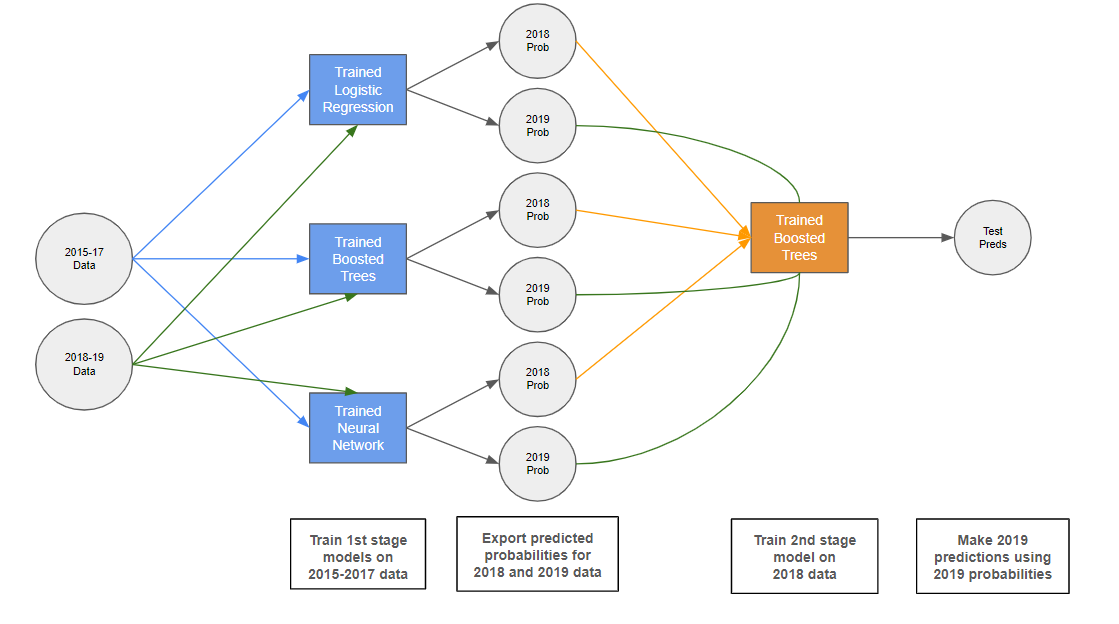 2015-17
Data
2018-19
Data
Trained
Logistic
Regression
Trained
Boosted
Trees
Trained
Neural
Network
2018
Prob
2019
Prob
2018
Prob
2019
Prob
2018
Prob
2019
Prob
Trained
Boosted
Trees
Test
Preds
Train 1st stage
models on
2015-2017 data
Export predicted
probabilities for
2018 and 2019 data
Train 2nd stage
model on
2018 data
Make 2019
predictions using
2019 probabilities